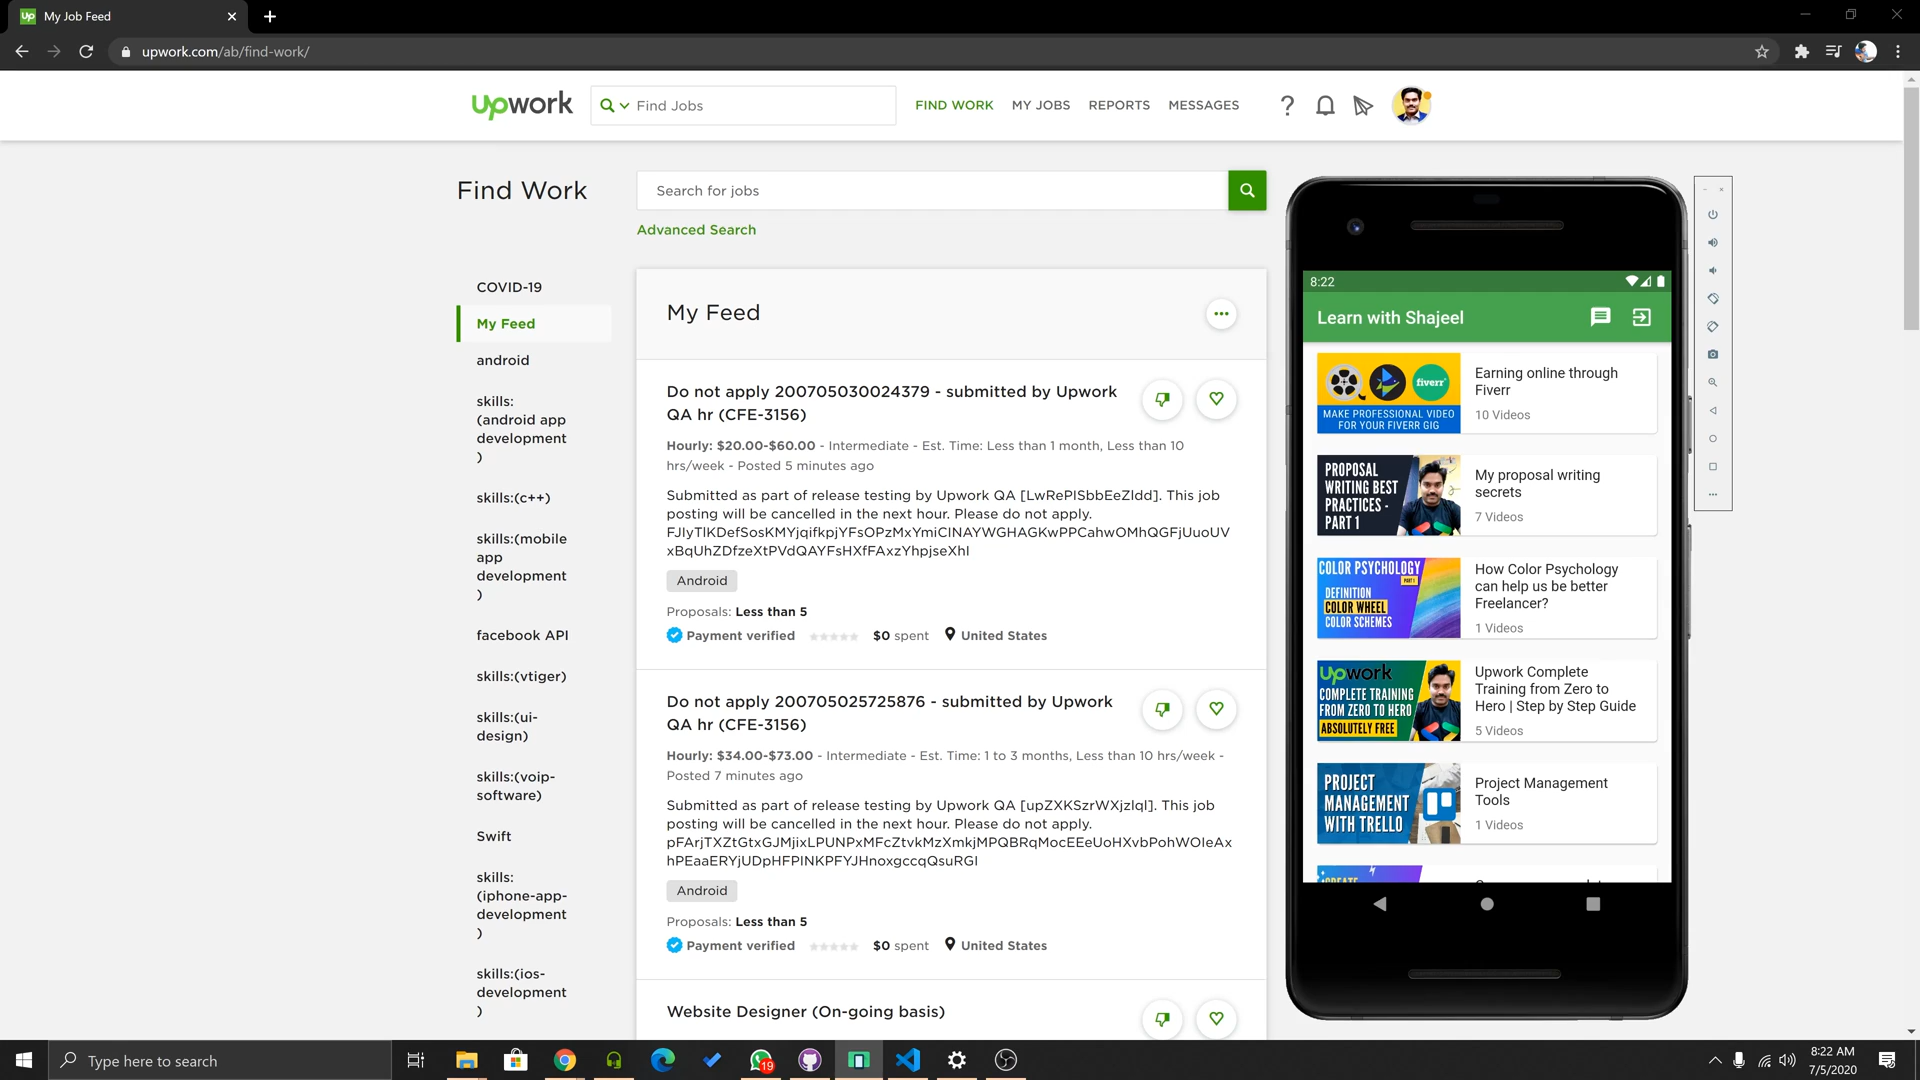 My Job Feed
upwork.com/ab/find-work/
upwork
Find Jobs
FIND WORK
MY JOBS
REPORTS
MESSAGES
Find Work
Search for jobs
Advanced Search
COVID-19
My Feed
android
skills:
(android app
development
)
skills:(c++)
skills:(mobile
app
development
)
facebook API
skills:(vtiger)
skills:(ui-
design)
skills:(voip-
software)
Swift
skills:
(iphone-app-
development
)
skills:(ios-
development
)
My Feed
Do not apply 200705030024379 - submitted by Upwork
QA hr (CFE-3156)
Hourly: $20.00-$60.00 - Intermediate - Est. Time: Less than 1 month, Less than 10
hrs/week - Posted 5 minutes ago
Submitted as part of release testing by Upwork QA [LwRePISbbEeZldd]. This job
posting will be cancelled in the next hour. Please do not apply.
Android
Proposals: Less than 5
Payment verified
$0 spent
United States
Do not apply 200705025725876 - submitted by Upwork
QA hr (CFE-3156)
Hourly: $34.00-$73.00 - Intermediate - Est. Time: 1 to 3 months, Less than 10 hrs/week -
Posted 7 minutes ago
Submitted as part of release testing by Upwork QA [upZXKSzrWXjzlql]. This job
posting will be cancelled in the next hour. Please do not apply.
Android
Proposals: Less than 5
Payment verified
$0 spent
United States
Website Designer (On-going basis)
8:22
Learn with Shajeel
fiverr
MAKE PROFESSIONAL VIDEO
FOR YOUR FIVERR GIG
Earning online through
Fiverr
10 Videos
PROPOSAL
WRITING BEST
PRACTICES -
PART 1
My proposal writing
secrets
7 Videos
COLOR PSYCHOLOGY
PART 1
DEFINITION
COLOR WHEEL
COLOR SCHEMES
How Color Psychology
can help us be better
Freelancer?
1 Videos
upwork
COMPLETE TRAINING
FROM ZERO TO HERO
ABSOLUTELY FREE
Upwork Complete
Training from Zero to
Hero | Step by Step Guide
5 Videos
PROJECT
MANAGEMENT
WITH TRELLO
Project Management
Tools
1 Videos
CREATE
Type here to search
19
8:22 AM
7/5/2020